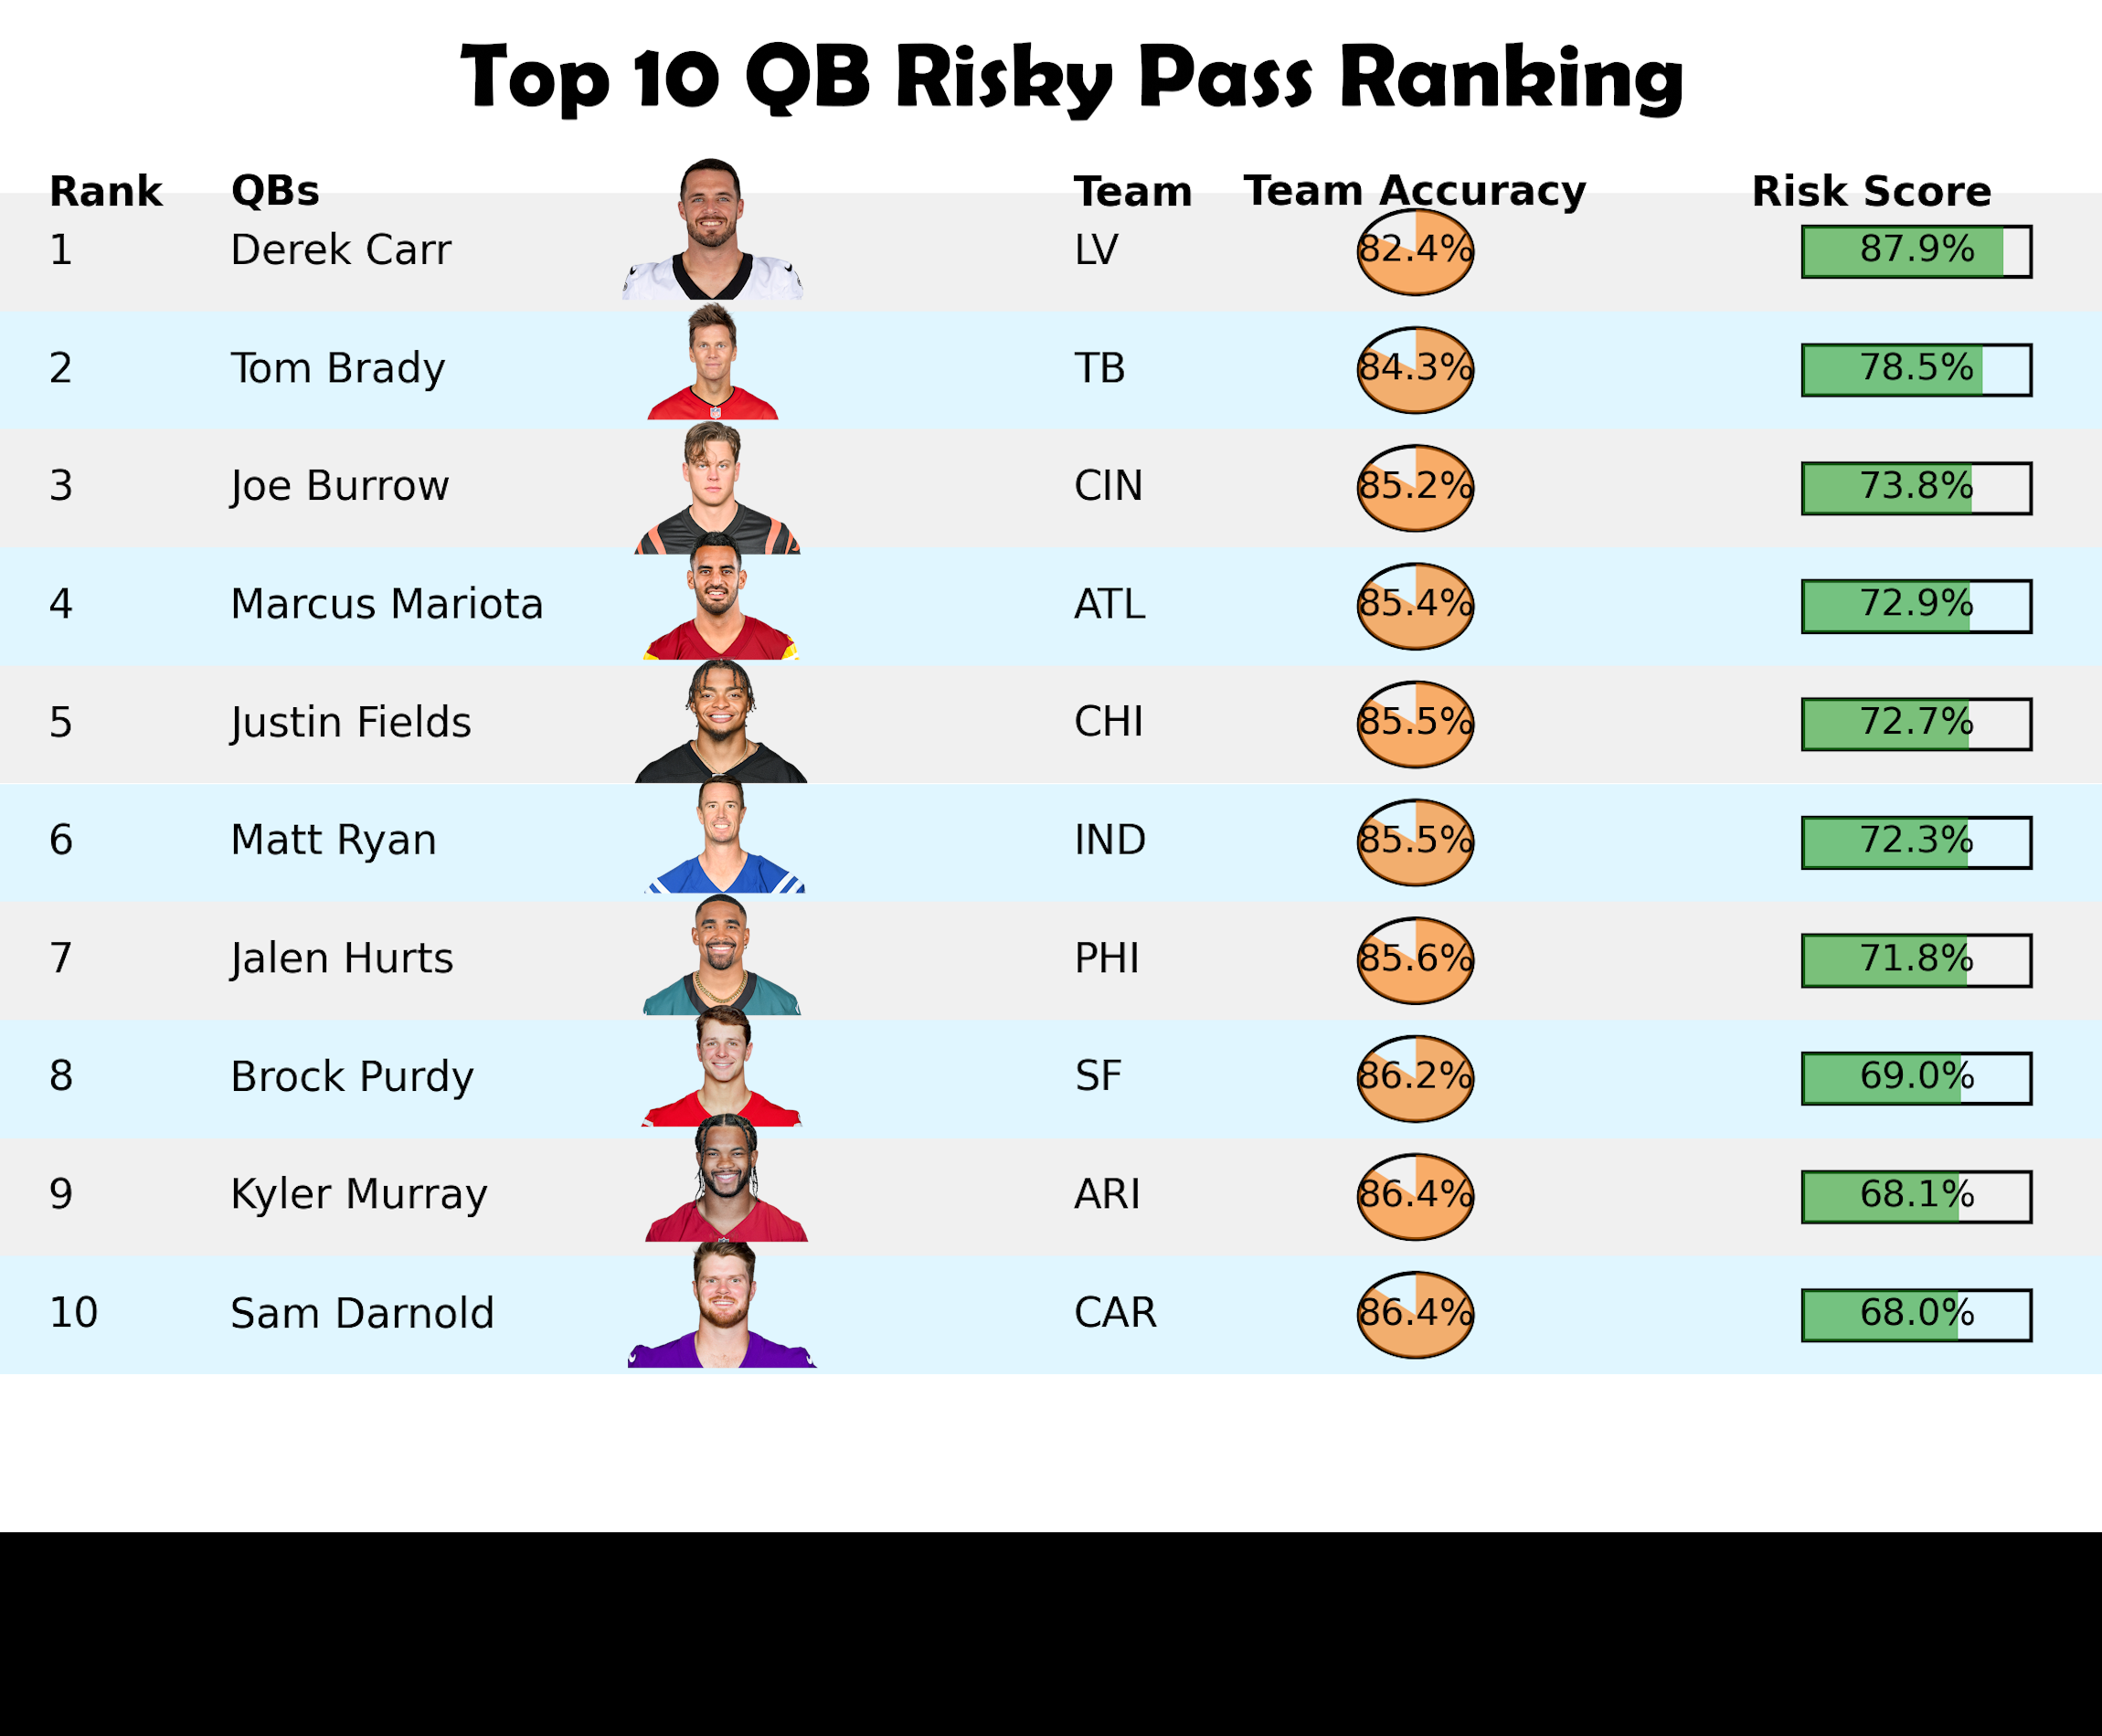 Top 10 QB Risky Pass Ranking
Rank QBs Team Team Accuracy Risk Score
1 Derek Carr LV 82.4% 87.9%
2 Tom Brady TB 84.3% 78.5%
3 Joe Burrow CIN 85.2% 73.8%
4 Marcus Mariota ATL 85.4% 72.9%
5 Justin Fields CHI 85.5% 72.7%
6 Matt Ryan IND 85.5% 72.3%
7 Jalen Hurts PHI 85.6% 71.8%
8 Brock Purdy SF 86.2% 69.0%
9 Kyler Murray ARI 86.4% 68.1%
10 Sam Darnold CAR 86.4% 68.0%